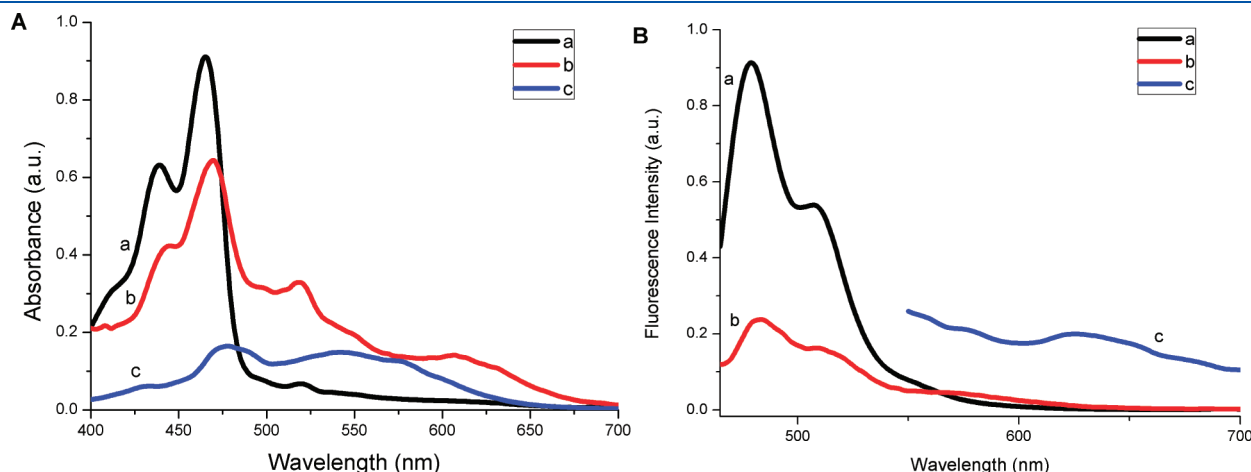 A
1.0
0.8
0.6
0.4
0.2
0.0
400
450
500
550
600
650
700
Absorbance (a.u.)
Wavelength (nm)
a
b
c
a
b
c
B
1.0
0.8
0.6
0.4
0.2
0.0
500
600
700
Fluorescence Intensity (a.u.)
Wavelength (nm)
a
b
c
a
b
c